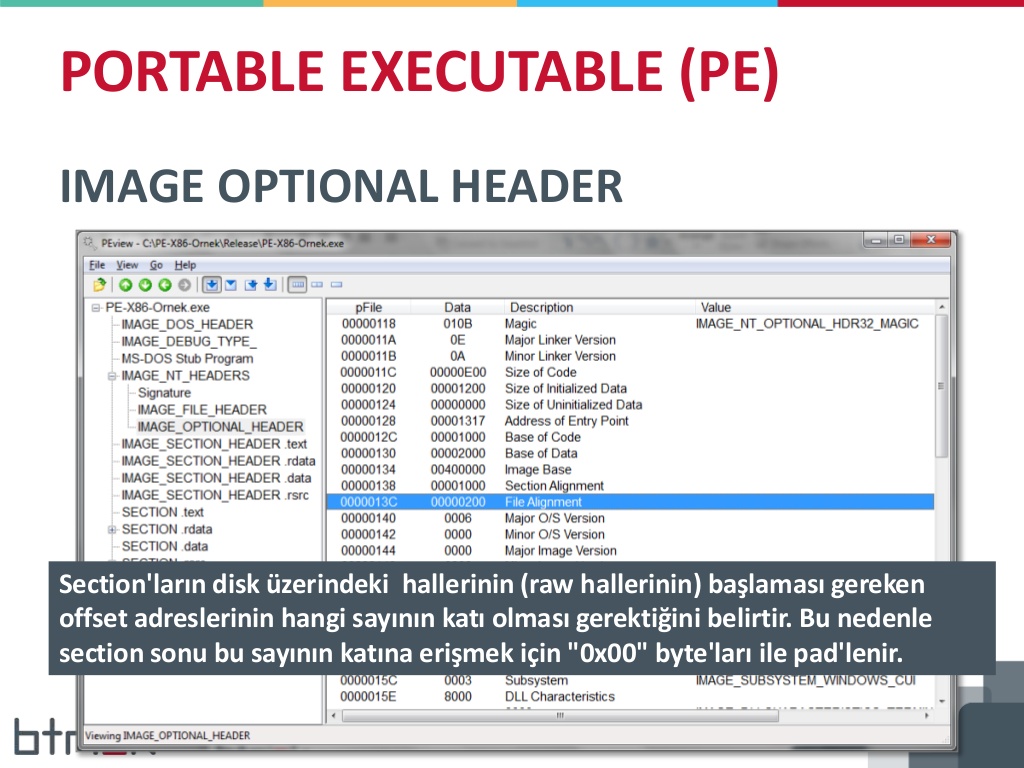 PORTABLE EXECUTABLE (PE)
IMAGE OPTIONAL HEADER
PEview - C:\PE-X86-Ornek\Release\PE-X86-Ornek.exe
File View Go Help
PE-X86-Ornek.exe
IMAGE_DOS_HEADER
IMAGE_DEBUG_TYPE_
MS-DOS Stub Program
IMAGE_NT_HEADERS
Signature
IMAGE_FILE_HEADER
IMAGE_OPTIONAL_HEADER
IMAGE_SECTION_HEADER .text
IMAGE_SECTION_HEADER .rdata
IMAGE_SECTION_HEADER .data
IMAGE_SECTION_HEADER .rsrc
SECTION .text
SECTION .rdata
SECTION .data
pFile Data Description Value
00000118 010B Magic IMAGE_NT_OPTIONAL_HDR32_MAGIC
0000011A 0E Major Linker Version
0000011B 0A Minor Linker Version
0000011C 00000E00 Size of Code
00000120 00001200 Size of Initialized Data
00000124 00000000 Size of Uninitialized Data
00000128 00001317 Address of Entry Point
0000012C 00001000 Base of Code
00000130 00002000 Base of Data
00000134 00400000 Image Base
00000138 00001000 Section Alignment
0000013C 00000200 File Alignment
00000140 0006 Major O/S Version
00000142 0000 Minor O/S Version
00000144 0000 Major Image Version
Section'ların disk üzerindeki hallerinin (raw hallerinin) başlaması gereken
offset adreslerinin hangi sayının katı olması gerektiğini belirtir. Bu nedenle
section sonu bu sayının katına erişmek için "0x00" byte'ları ile pad'lenir.
0000015C 0003 Subsystem IMAGE_SUBSYSTEM_WINDOWS_CUI
0000015E 8000 DLL Characteristics
Viewing IMAGE_OPTIONAL_HEADER